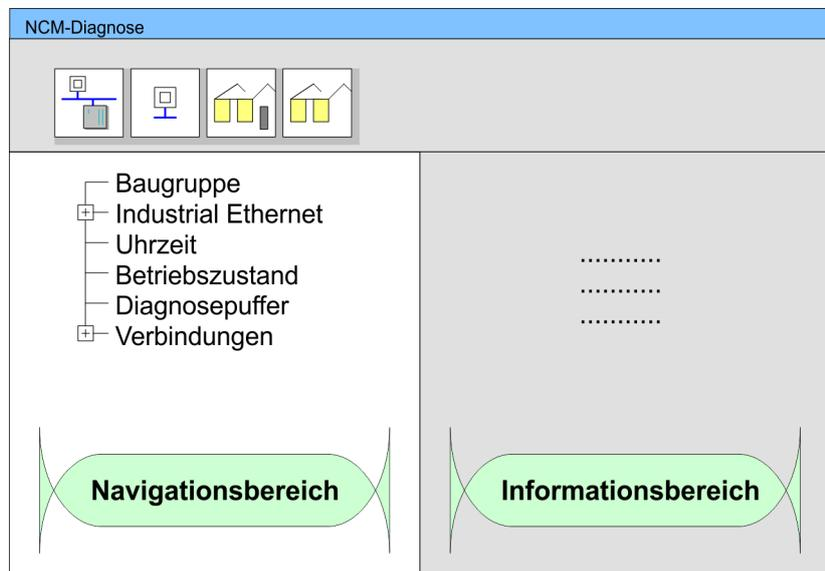 NCM-Diagnose
Baugruppe
Industrial Ethernet
Uhrzeit
Betriebszustand
Diagnosepuffer
Verbindungen
...........
...........
...........
Navigationsbereich
Informationsbereich